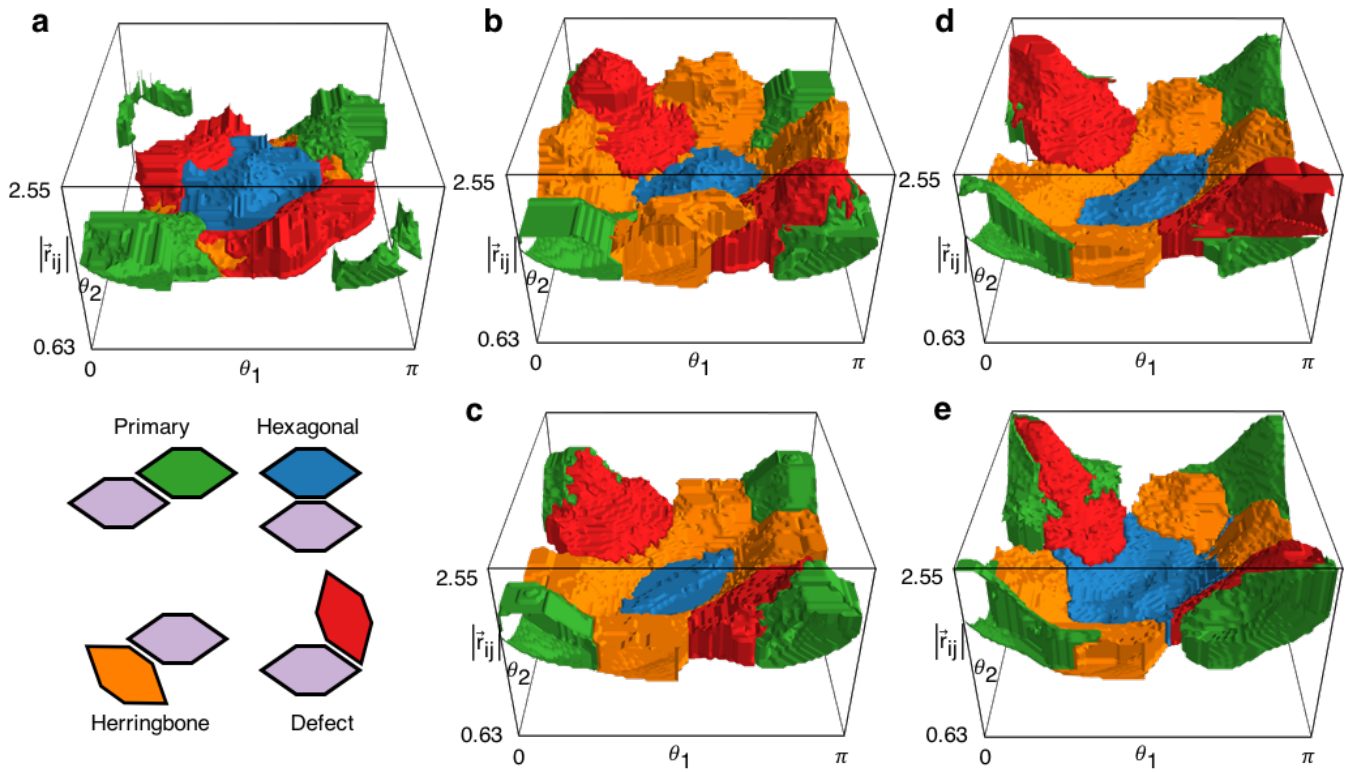 a
2.55
|r⃗ij|
θ2
0.63
0
θ1
π
b
2.55
|r⃗ij|
θ2
0.63
0
θ1
π
d
2.55
|r⃗ij|
θ2
0.63
0
θ1
π
Primary
Hexagonal
Herringbone
Defect
c
2.55
|r⃗ij|
θ2
0.63
0
θ1
π
e
2.55
|r⃗ij|
θ2
0.63
0
θ1
π